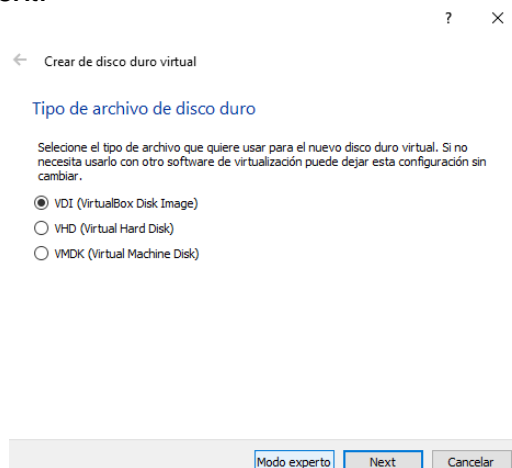 ?
Crear de disco duro virtual
Tipo de archivo de disco duro
Selecione el tipo de archivo que quiere usar para el nuevo disco duro virtual. Si no
necesita usarlo con otro software de virtualización puede dejar esta configuración sin
cambiar.
VDI (VirtualBox Disk Image)
VHD (Virtual Hard Disk)
VMDK (Virtual Machine Disk)
Modo experto Next Cancelar